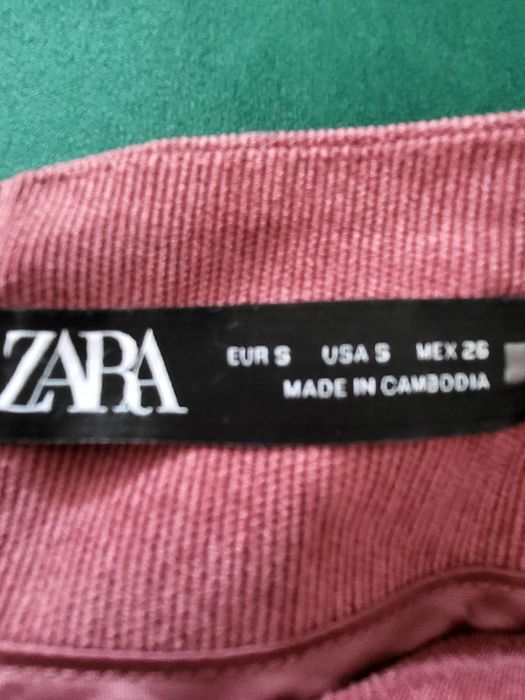 ZARA
EUR S USA S MEX 26
MADE IN CAMBODIA